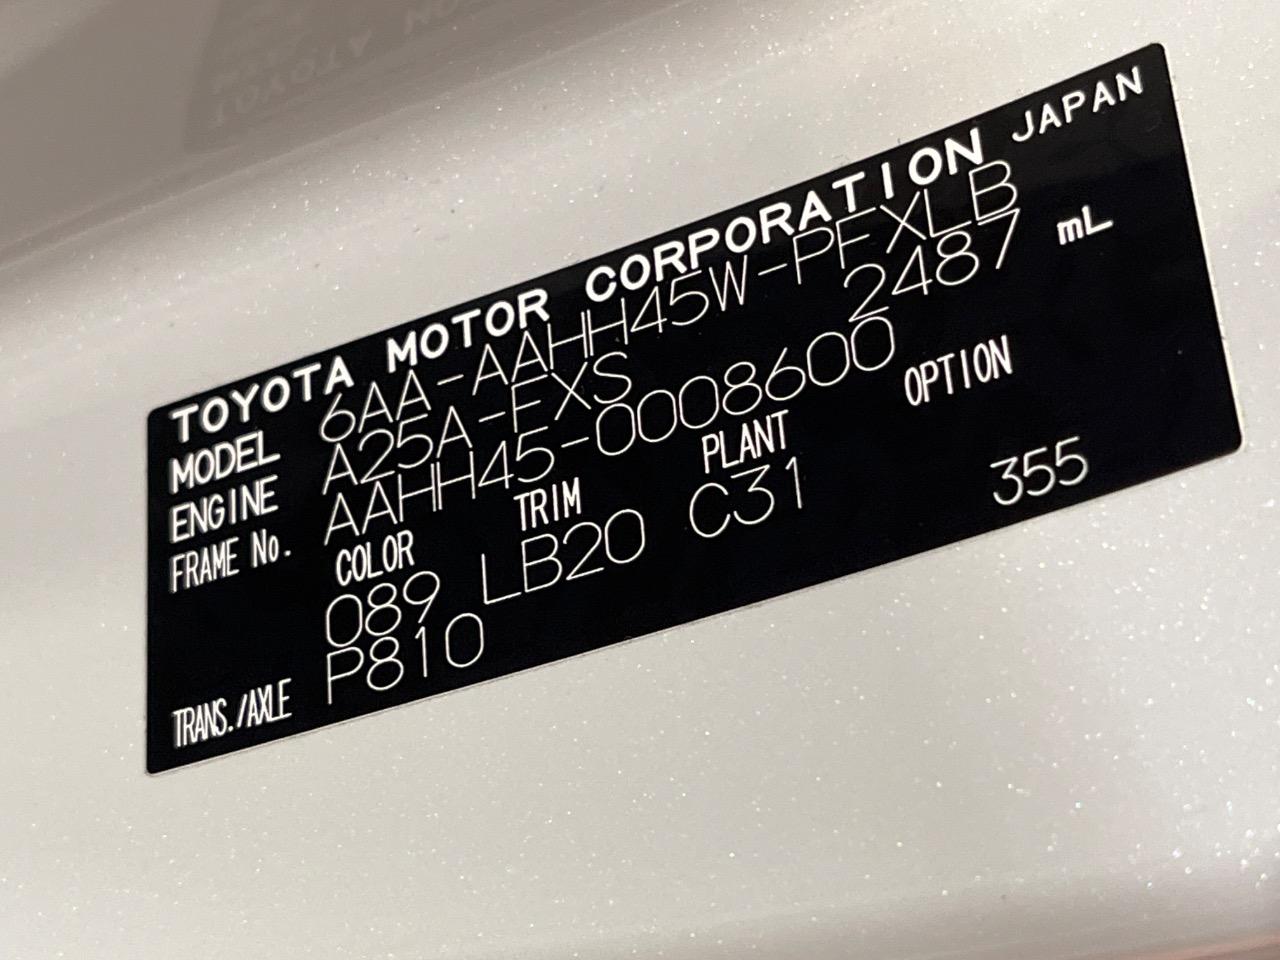 TOYOTA MOTOR CORPORATION JAPAN
MODEL 6AA-AAHH45W-PFXLB
ENGINE A25A-FXS 2487 mL
FRAME No. AAHH45-0008600
COLOR TRIM PLANT OPTION
089 LB20 C31 355
TRANS./AXLE P810